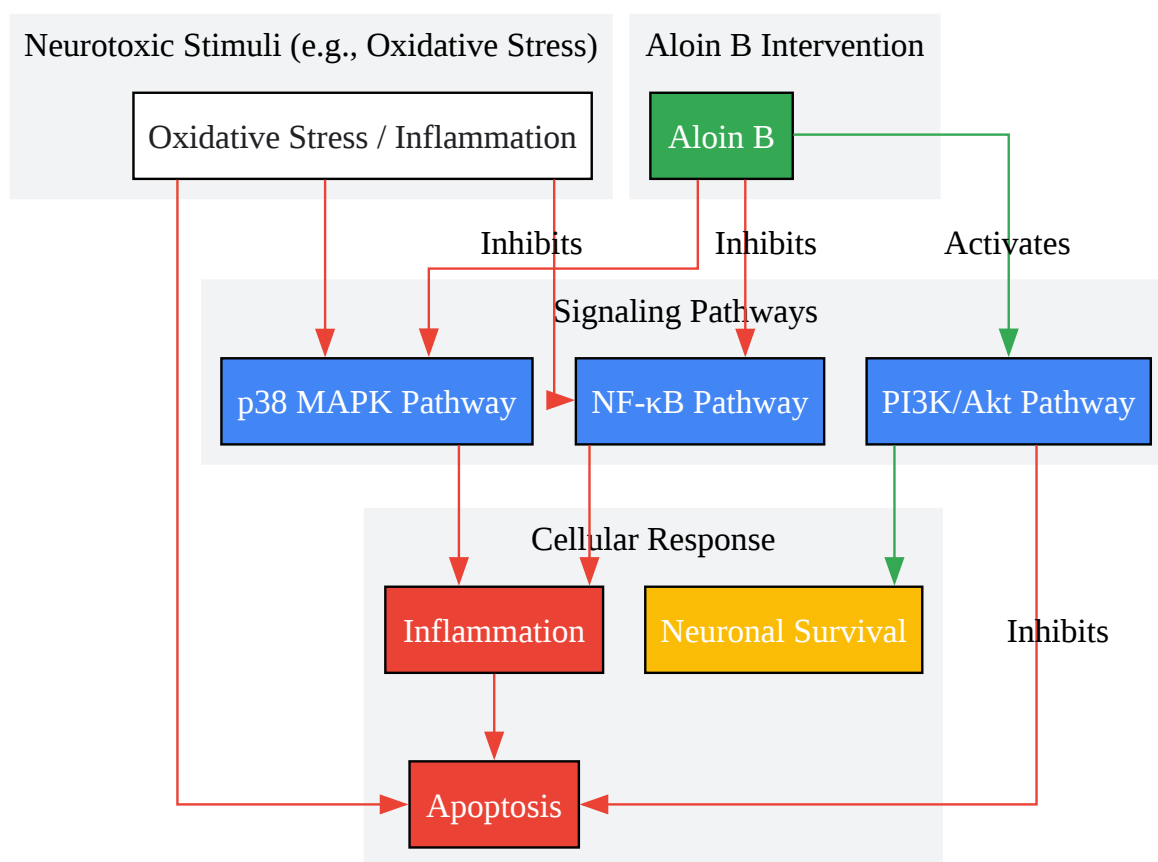 Neurotoxic Stimuli (e.g., Oxidative Stress)
Aloin B Intervention
Oxidative Stress / Inflammation
Aloin B
Inhibits
Inhibits
Activates
Signaling Pathways
p38 MAPK Pathway
NF-κB Pathway
PI3K/Akt Pathway
Cellular Response
Inflammation
Neuronal Survival
Inhibits
Apoptosis